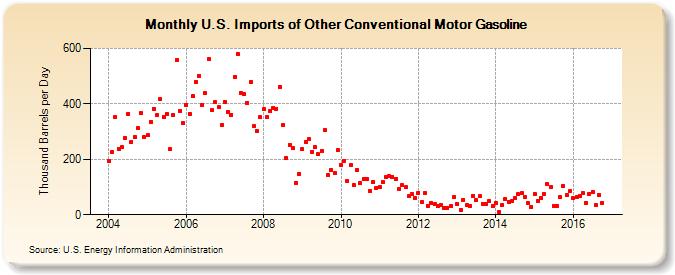 Monthly U.S. Imports of Other Conventional Motor Gasoline
Thousand Barrels per Day
600
400
200
0
2004 2006 2008 2010 2012 2014 2016
Source: U.S. Energy Information Administration